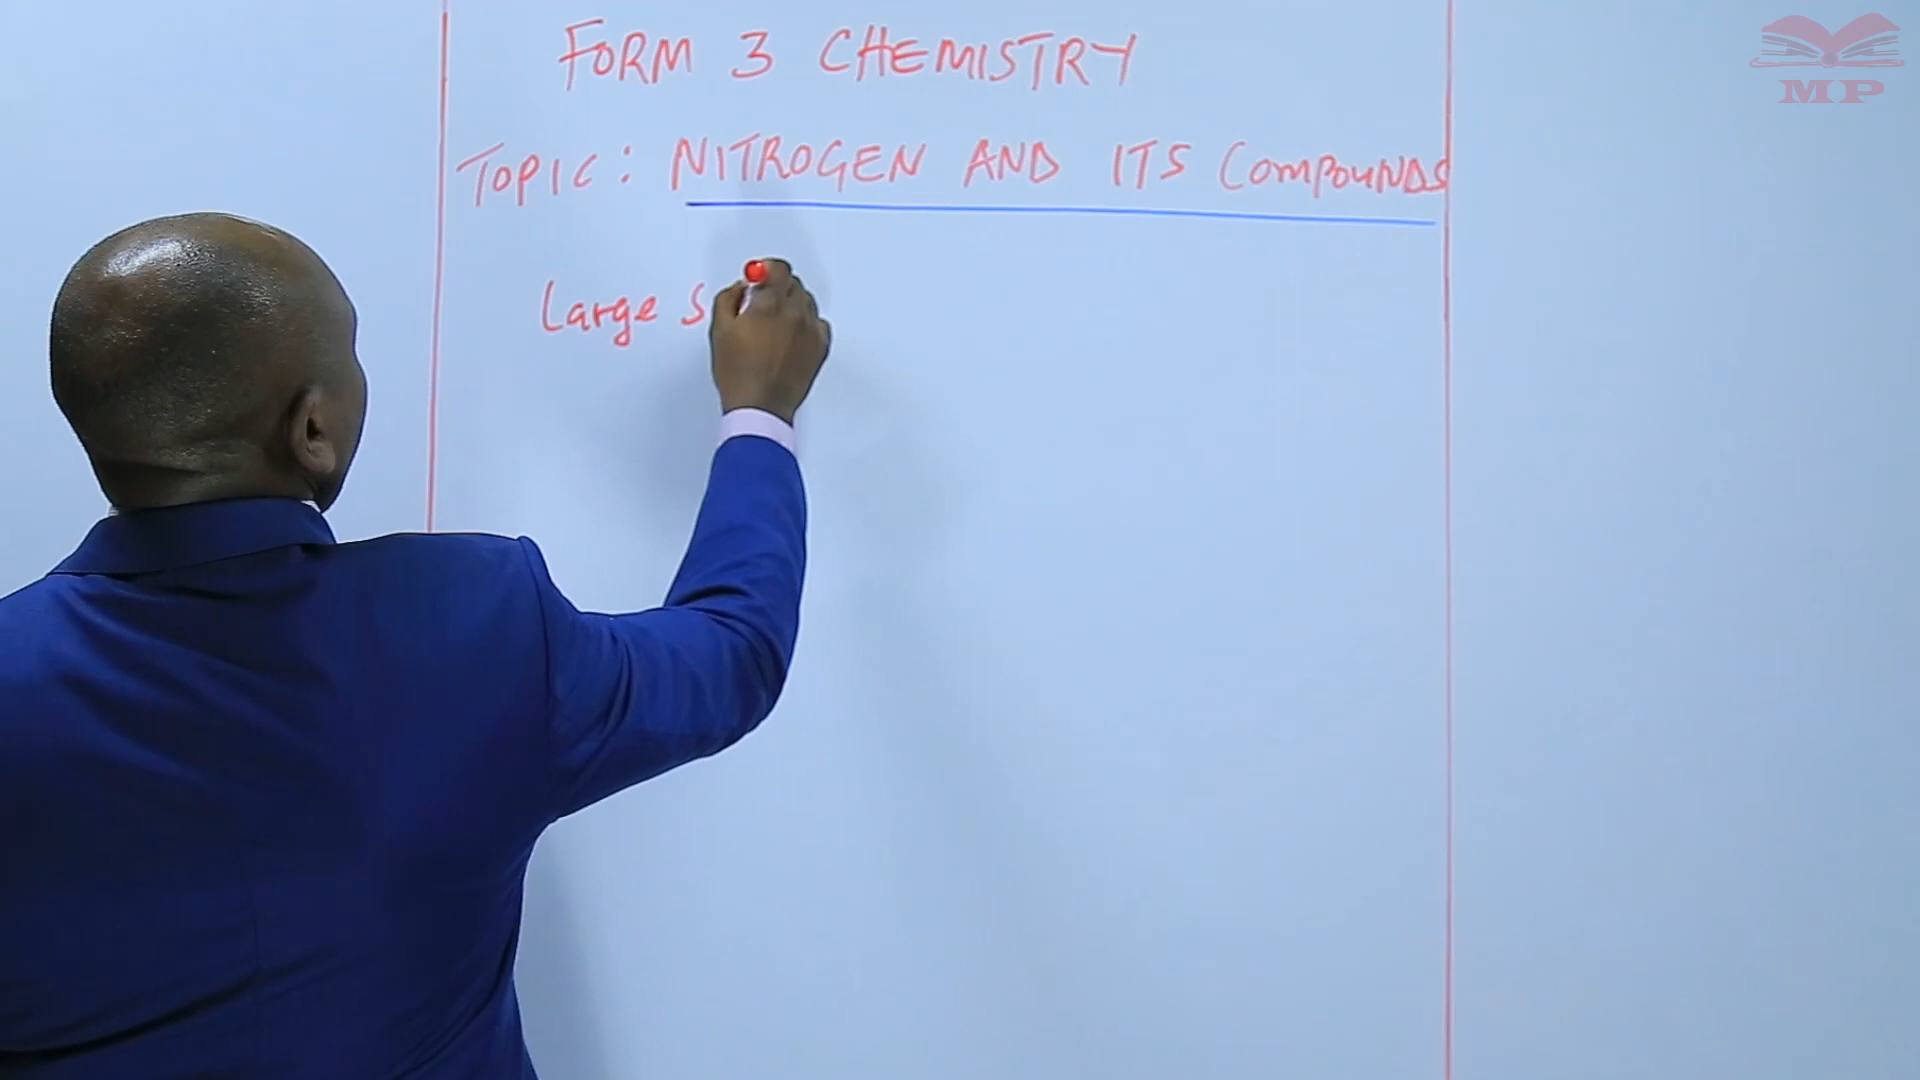 FORM 3 CHEMISTRY
MP
TOPIC: NITROGEN AND ITS COMPOUNDS
Large S